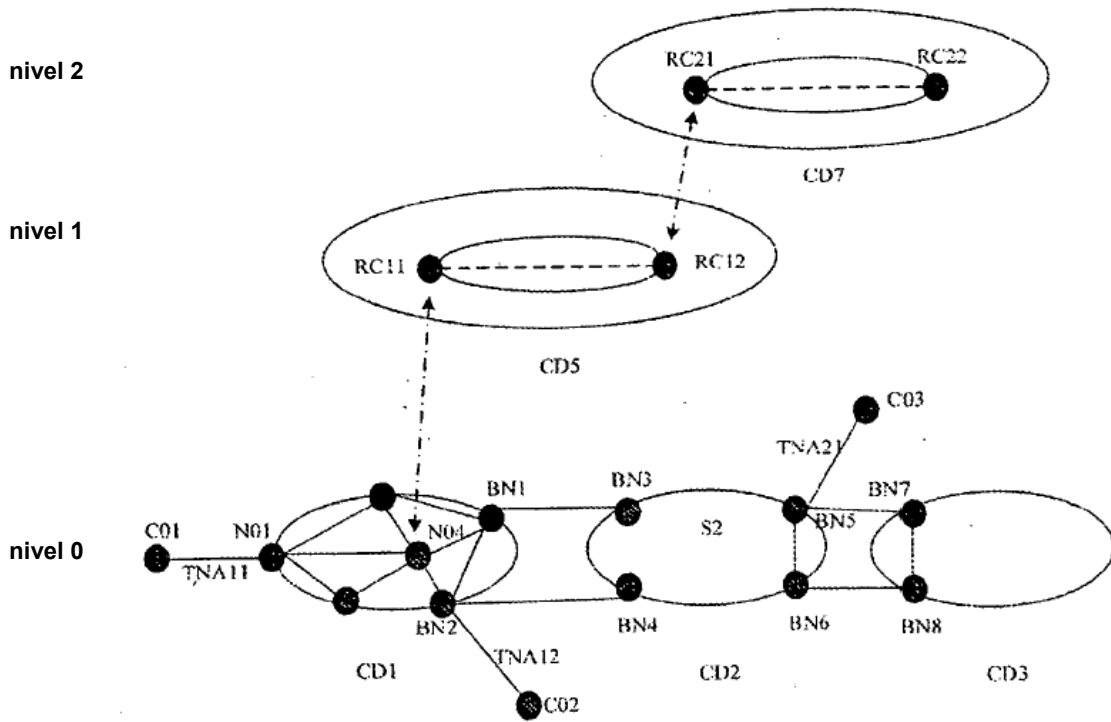 nivel 2
RC21
RC22
CD7
nivel 1
RC11
RC12
CD5
C03
TNA21
BN1
BN3
BN5
BN7
C01
N01
N04
S2
nivel 0
TNA11
BN2
BN4
BN6
BN8
TNA12
CD1
CD2
CD3
C02